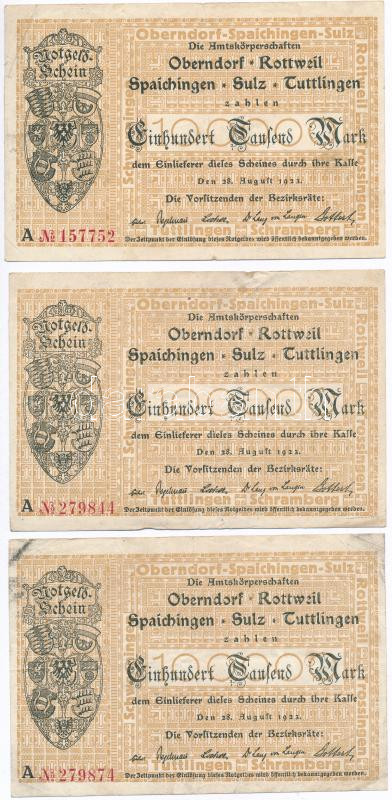 Oberndorf-Spaichingen-Sulz
Notgeld-
Schein
Die Amtskörperschaften
Oberndorf · Rottweil
Spaichingen · Sulz · Tuttlingen
zahlen
Einhundert Tausend Mark
dem Einlieferer dieses Scheines durch ihre Kasse
Den 28. August 1923.
Die Vorsitzenden der Bezirksräte:
A № 157752
Tuttlingen Schramberg
Der Zeitpunkt der Einlösung dieses Notgeldes wird öffentlich bekanntgegeben werden.
Oberndorf-Spaichingen-Sulz
Notgeld-
Schein
Die Amtskörperschaften
Oberndorf · Rottweil
Spaichingen · Sulz · Tuttlingen
zahlen
Einhundert Tausend Mark
dem Einlieferer dieses Scheines durch ihre Kasse
Den 28. August 1923.
Die Vorsitzenden der Bezirksräte:
A № 279844
Der Zeitpunkt der Einlösung dieses Notgeldes wird öffentlich bekanntgegeben werden.
Tuttlingen Schramberg
Oberndorf-Spaichingen-Sulz
Notgeld-
Schein
Die Amtskörperschaften
Oberndorf · Rottweil
Spaichingen · Sulz · Tuttlingen
zahlen
Einhundert Tausend Mark
dem Einlieferer dieses Scheines durch ihre Kasse
Den 28. August 1923.
Die Vorsitzenden der Bezirksräte:
A № 279874
Der Zeitpunkt der Einlösung dieses Notgeldes wird öffentlich bekanntgegeben werden.
Tuttlingen Schramberg